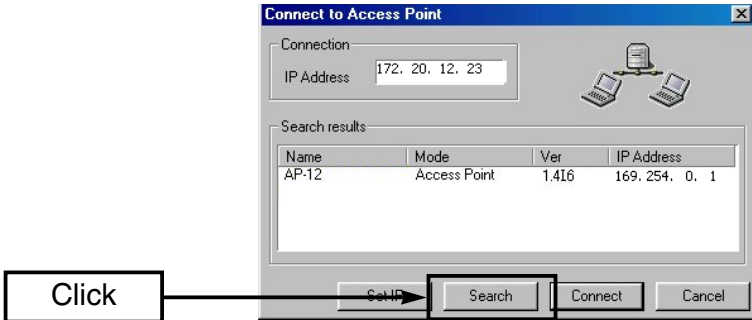 Connect to Access Point
Connection
IP Address 172. 20. 12. 23
Search results
Name Mode Ver IP Address
AP-12 Access Point 1.4I6 169. 254. 0. 1
Click Set IP Search Connect Cancel